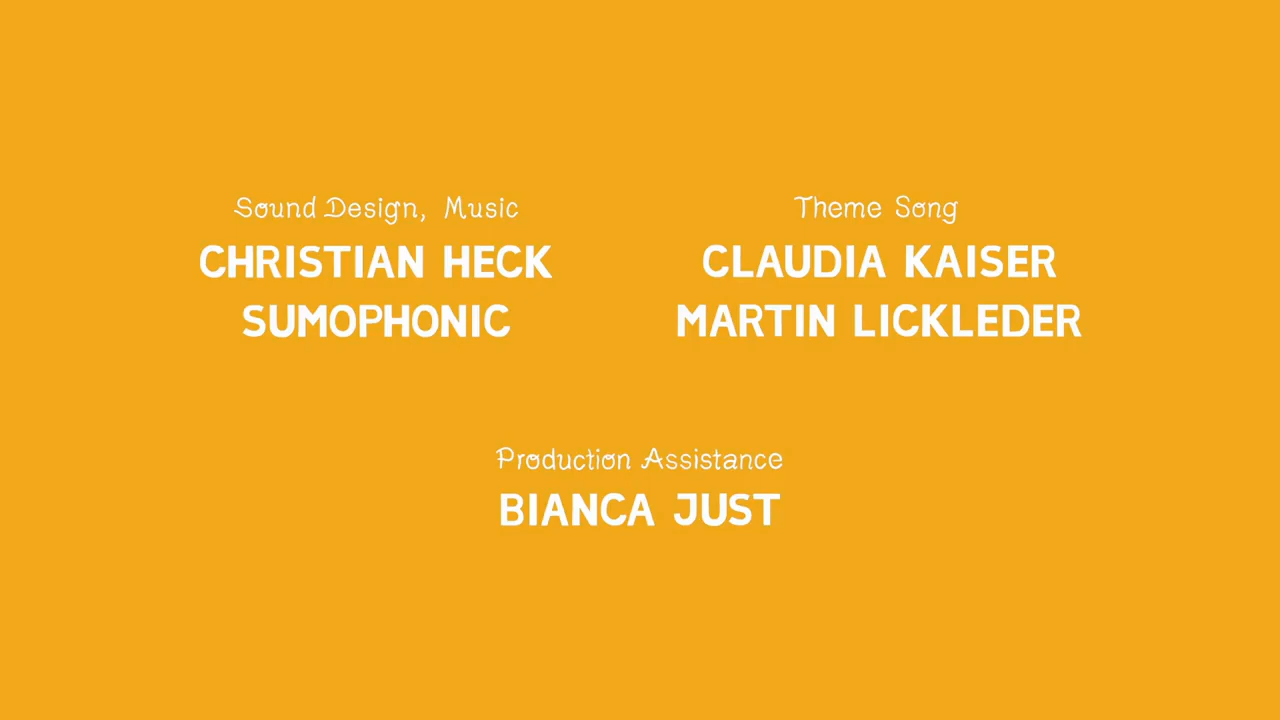 Sound Design, Music
CHRISTIAN HECK
SUMOPHONIC
Theme Song
CLAUDIA KAISER
MARTIN LICKLEDER
Production Assistance
BIANCA JUST